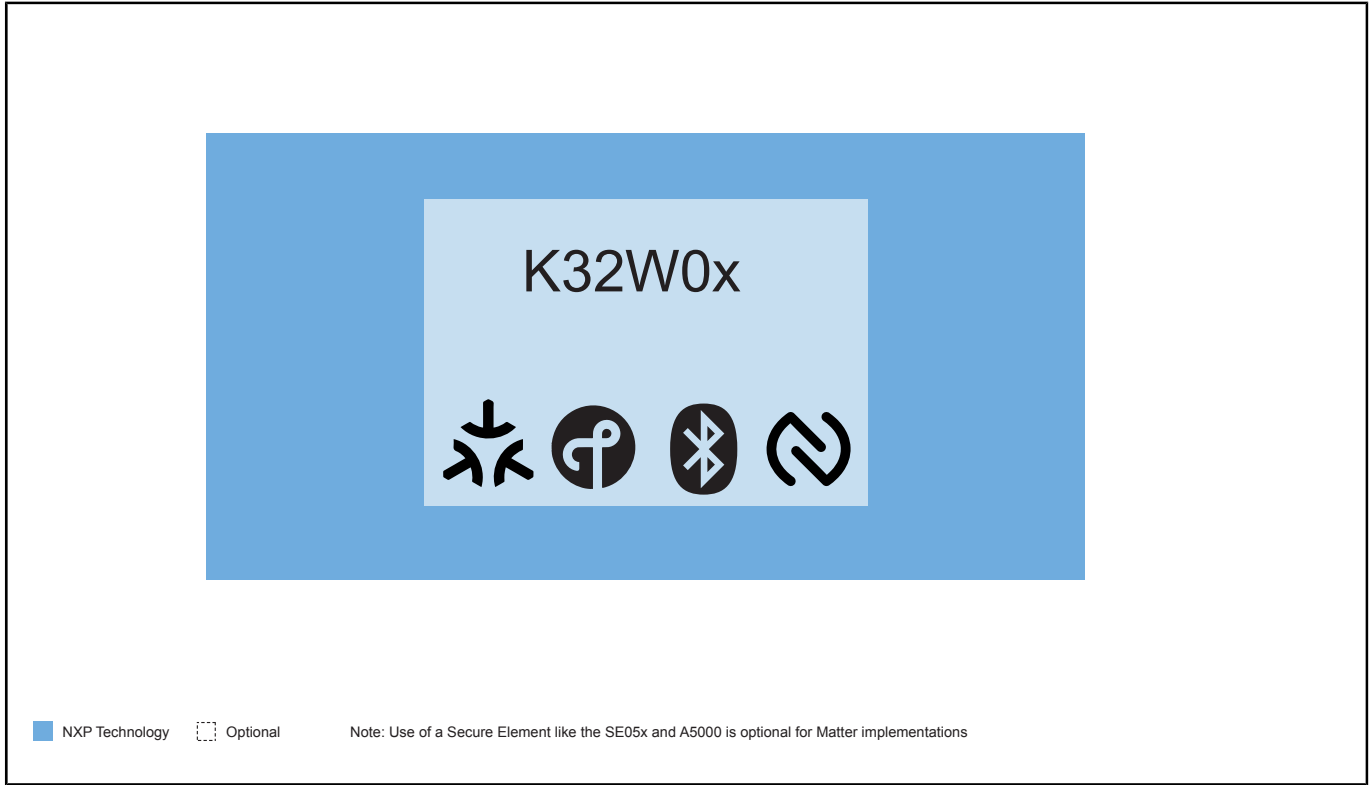 K32W0x
NXP Technology
Optional
Note: Use of a Secure Element like the SE05x and A5000 is optional for Matter implementations